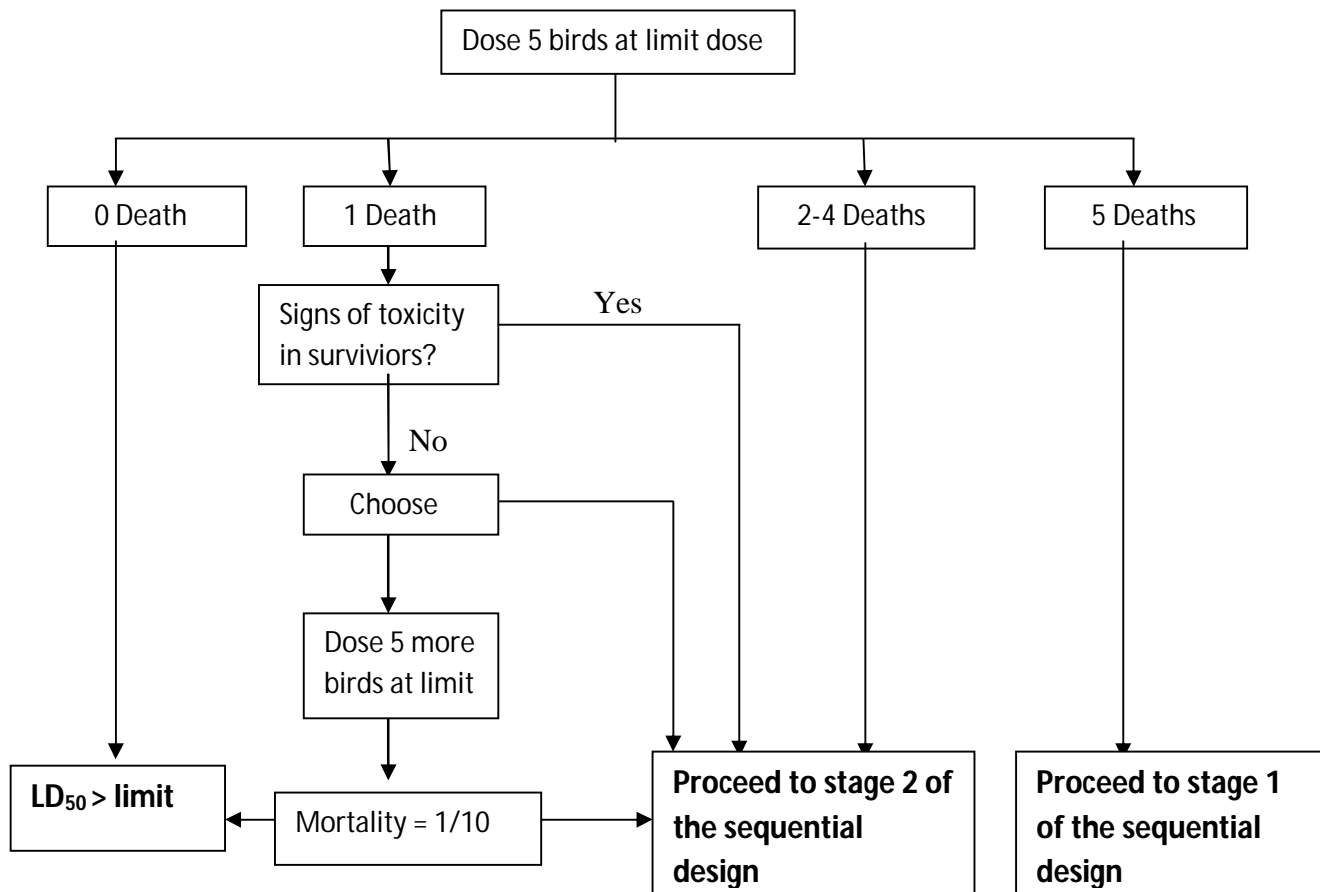 Dose 5 birds at limit dose
0 Death
1 Death
2-4 Deaths
5 Deaths
Signs of toxicity
in surviviors?
Yes
No
Choose
Dose 5 more
birds at limit
LD₅₀ > limit
Mortality = 1/10
Proceed to stage 2 of
the sequential
design
Proceed to stage 1
of the sequential
design